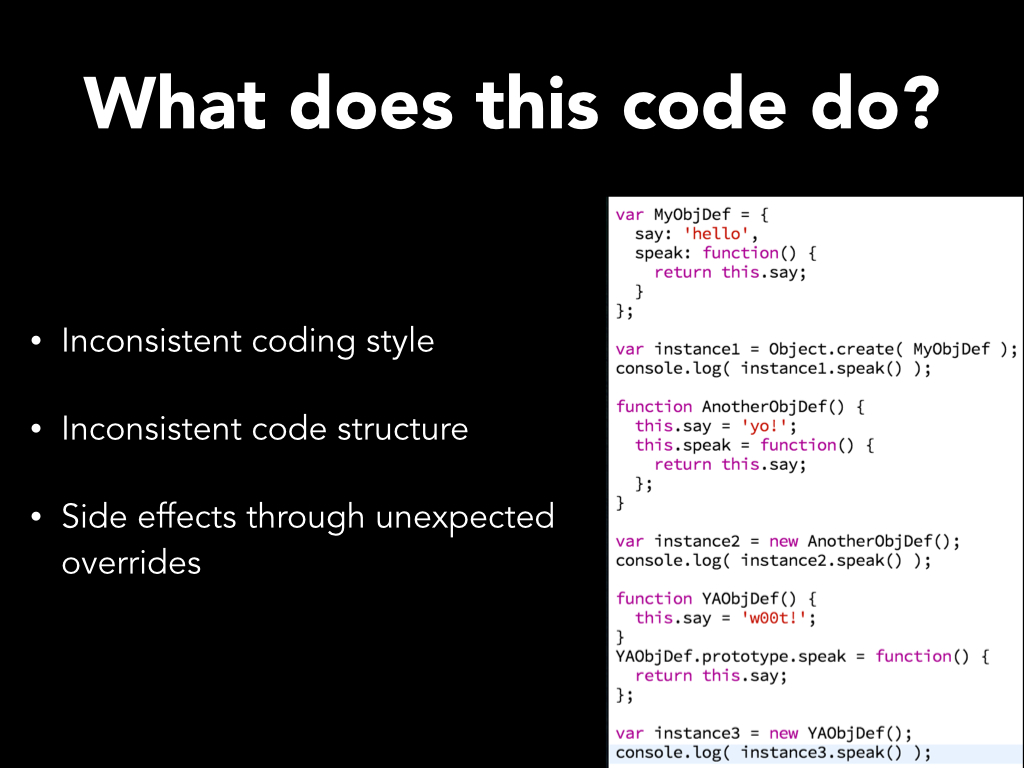 What does this code do?
• Inconsistent coding style
• Inconsistent code structure
• Side effects through unexpected
overrides
var MyObjDef = {
  say: 'hello',
  speak: function() {
    return this.say;
  }
};

var instance1 = Object.create( MyObjDef );
console.log( instance1.speak() );

function AnotherObjDef() {
  this.say = 'yo!';
  this.speak = function() {
    return this.say;
  };
}

var instance2 = new AnotherObjDef();
console.log( instance2.speak() );

function YAObjDef() {
  this.say = 'w00t!';
}
YAObjDef.prototype.speak = function() {
  return this.say;
};

var instance3 = new YAObjDef();
console.log( instance3.speak() );